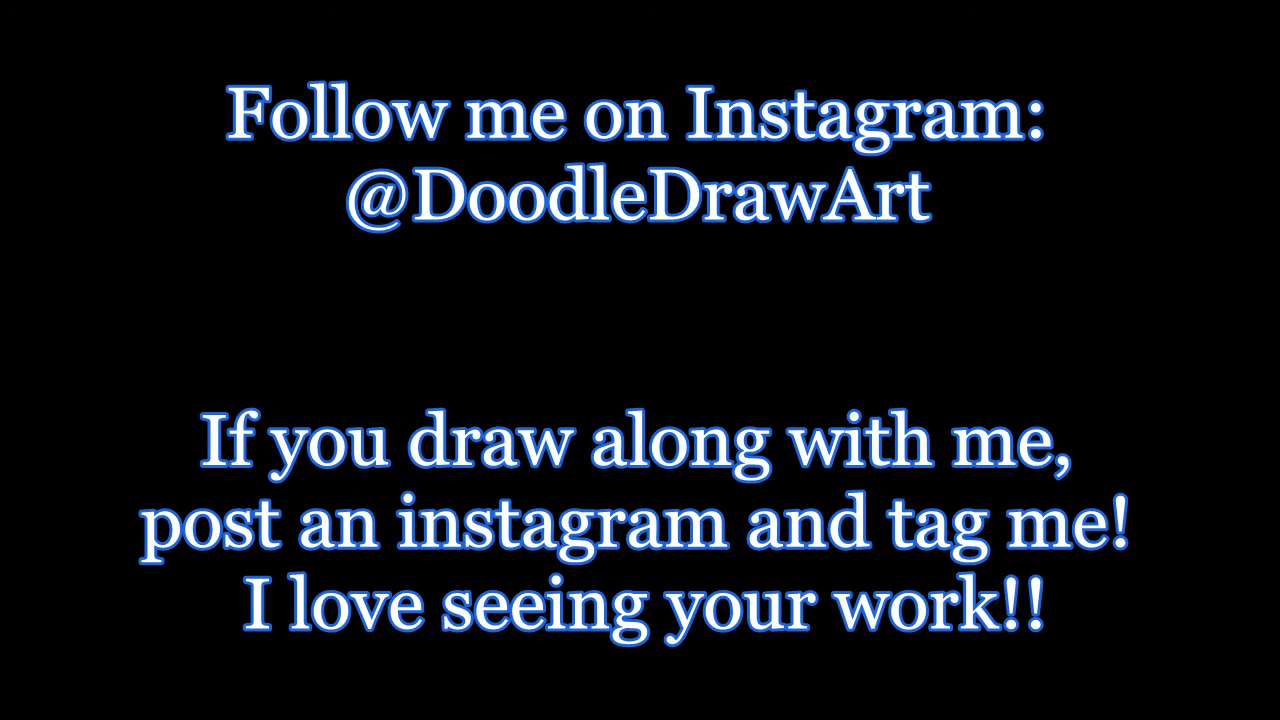 Follow me on Instagram:
@DoodleDrawArt
If you draw along with me,
post an instagram and tag me!
I love seeing your work!!